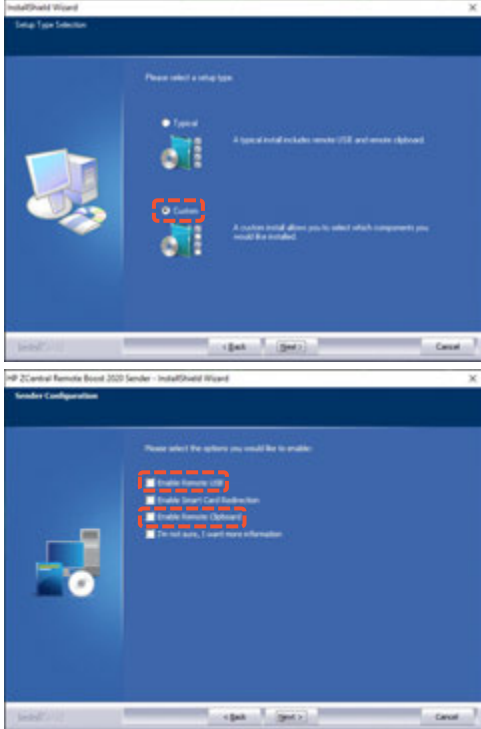 InstallShield Wizard
Setup Type Selection
Please select a setup type.
Typical
A typical install includes remote USB and remote clipboard.
Custom
A custom install allows you to select which components you
would like installed.
InstallShield
< Back
Next >
Cancel
HP ZCentral Remote Boost 2020 Sender - InstallShield Wizard
Sender Configuration
Please select the options you would like to enable:
Enable Remote USB
Enable Smart Card Redirection
Enable Remote Clipboard
I'm not sure, I want more information
InstallShield
< Back
Next >
Cancel